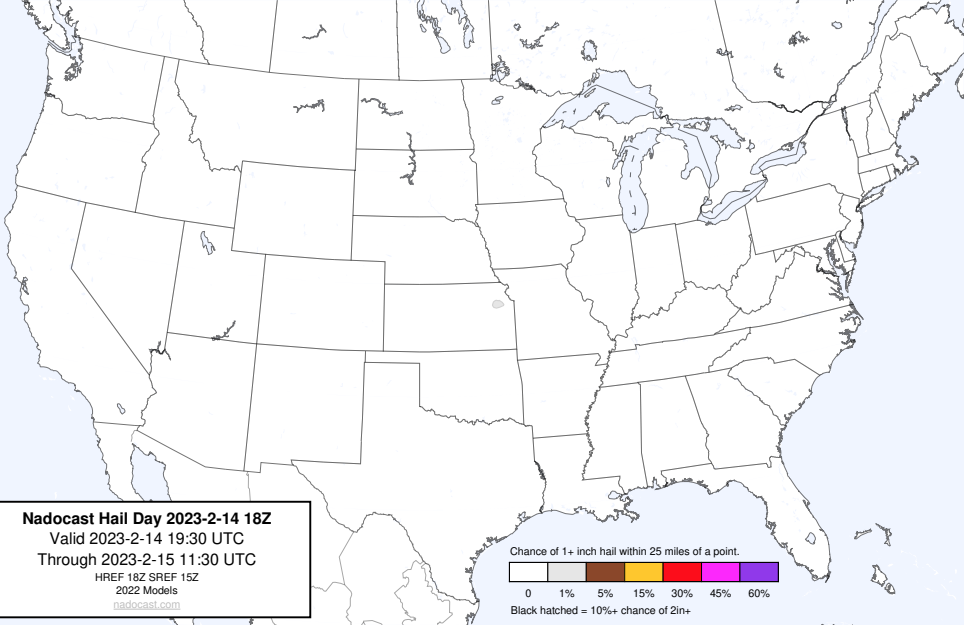 Nadocast Hail Day 2023-2-14 18Z
Valid 2023-2-14 19:30 UTC
Through 2023-2-15 11:30 UTC
HREF 18Z SREF 15Z
2022 Models
nadocast.com
Chance of 1+ inch hail within 25 miles of a point.
0 1% 5% 15% 30% 45% 60%
Black hatched = 10%+ chance of 2in+